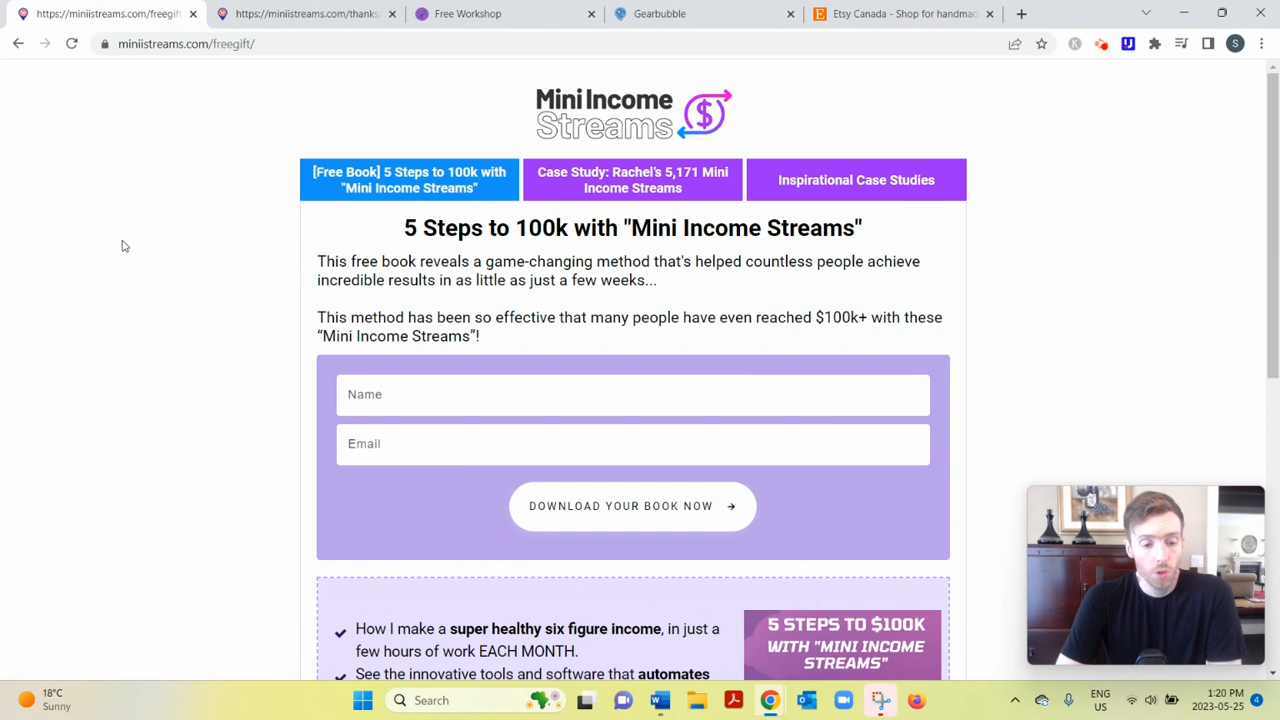 https://miniistreams.com/freegift
https://miniistreams.com/thanks
Free Workshop
Gearbubble
Etsy Canada - Shop for handmad
miniistreams.com/freegift/
S
Mini Income
Streams
$
[Free Book] 5 Steps to 100k with
"Mini Income Streams"
Case Study: Rachel's 5,171 Mini
Income Streams
Inspirational Case Studies
5 Steps to 100k with "Mini Income Streams"
This free book reveals a game-changing method that's helped countless people achieve
incredible results in as little as just a few weeks...
This method has been so effective that many people have even reached $100k+ with these
“Mini Income Streams”!
Name
Email
DOWNLOAD YOUR BOOK NOW →
How I make a super healthy six figure income, in just a
few hours of work EACH MONTH.
See the innovative tools and software that automates
5 STEPS TO $100K
WITH "MINI INCOME
STREAMS"
18°C
Sunny
Search
ENG
US
1:20 PM
2023-05-25
4